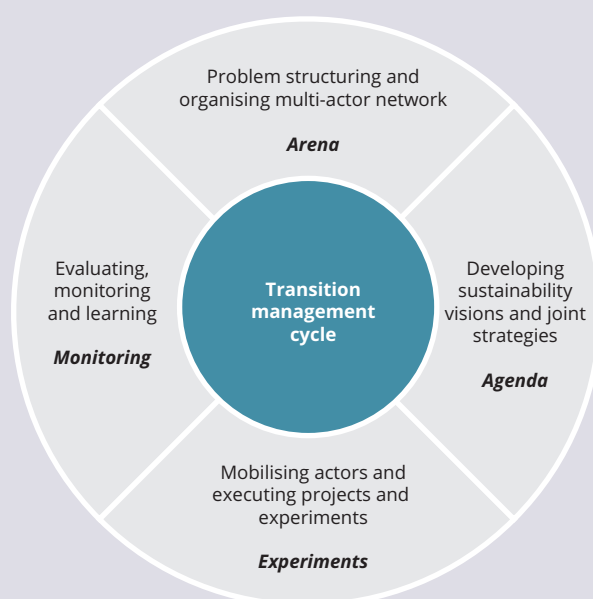 Problem structuring and
organising multi-actor network
Arena
Transition
management
cycle
Developing
sustainability
visions and joint
strategies
Agenda
Mobilising actors and
executing projects and
experiments
Experiments
Evaluating,
monitoring
and learning
Monitoring